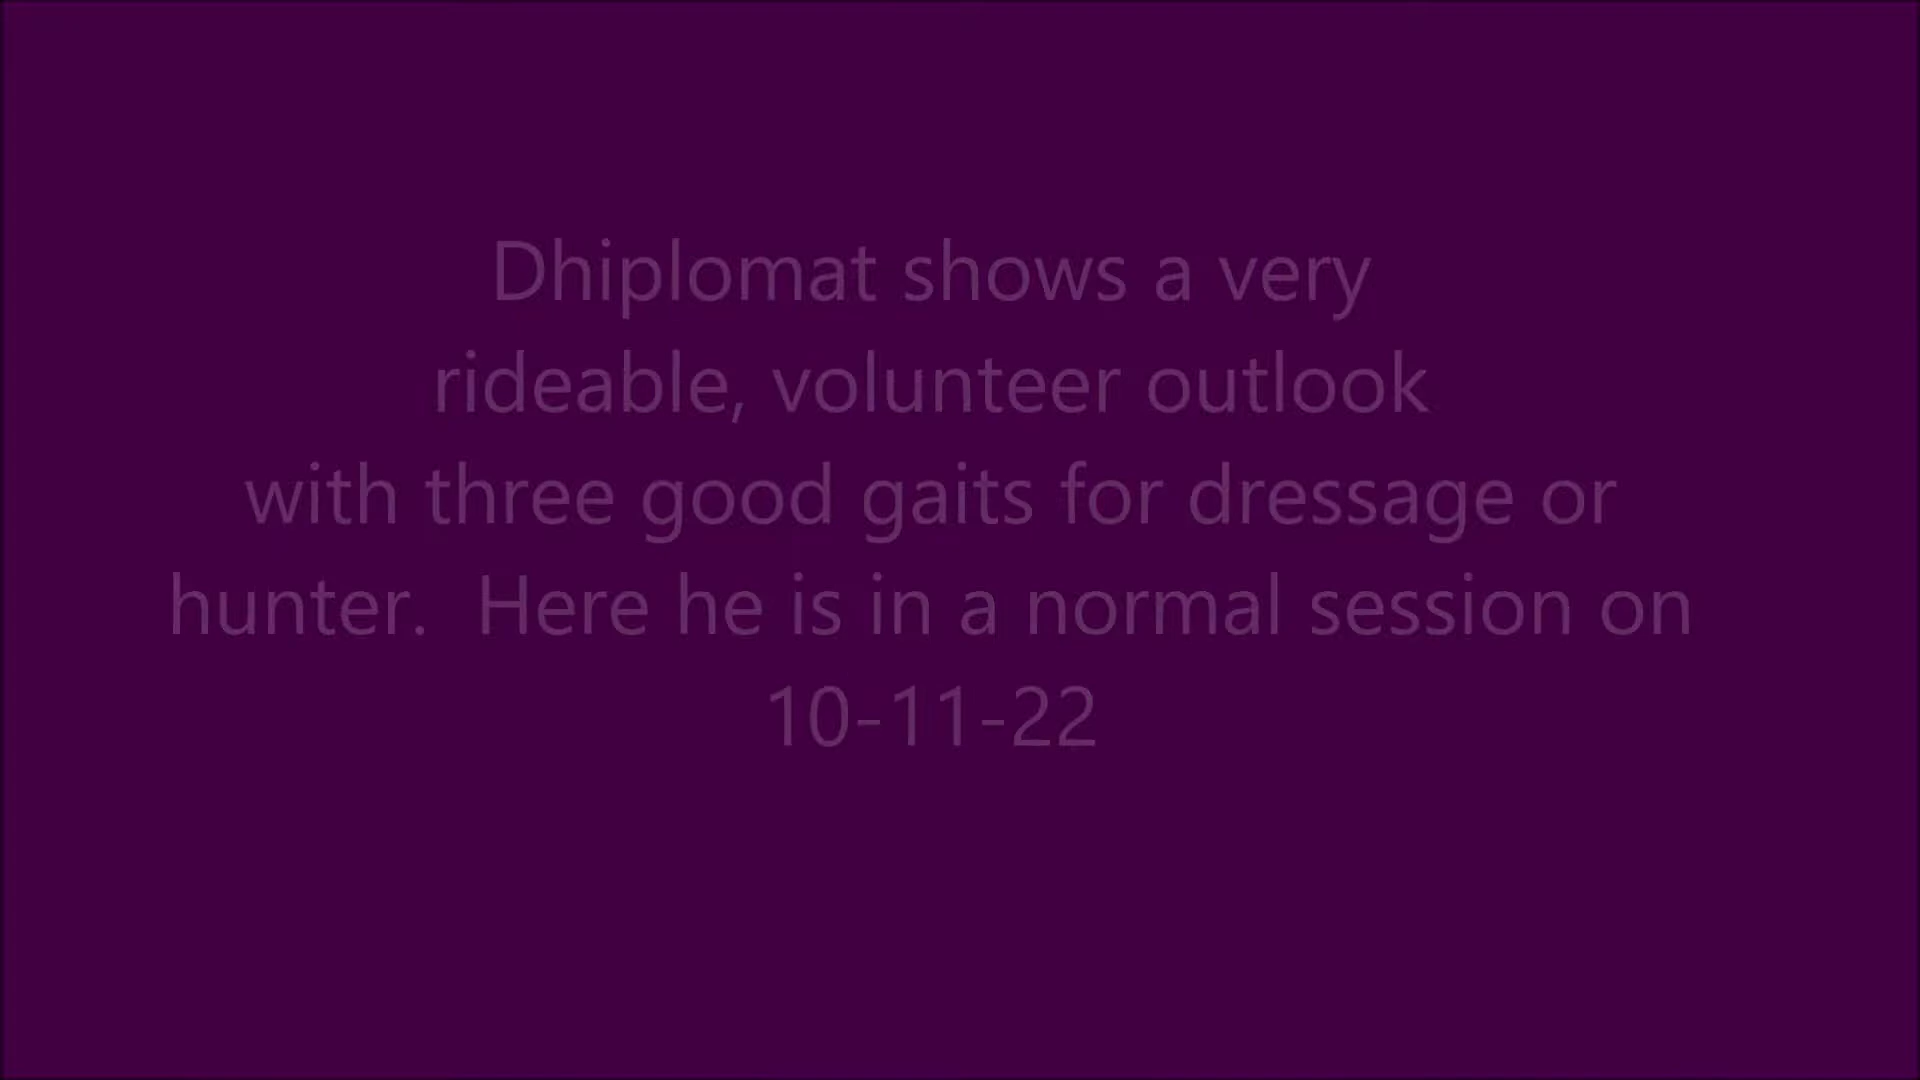 Dhiplomat shows a very
rideable, volunteer outlook
with three good gaits for dressage or
hunter.  Here he is in a normal session on
10-11-22